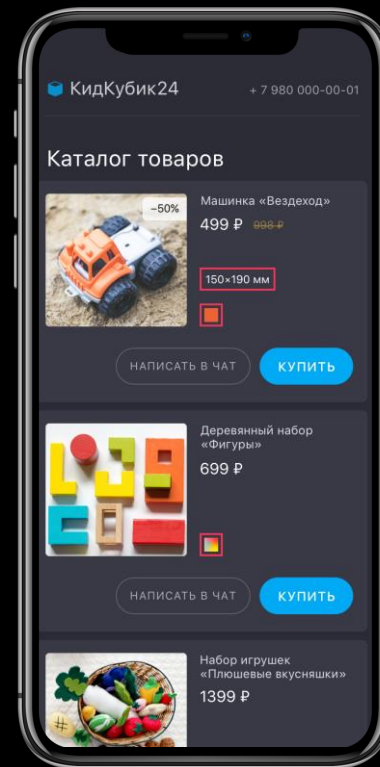 КидКубик24
+ 7 980 000-00-01
Каталог товаров
−50%
Машинка «Вездеход»
499 ₽ 998 ₽
150×190 мм
НАПИСАТЬ В ЧАТ
КУПИТЬ
Деревянный набор
«Фигуры»
699 ₽
НАПИСАТЬ В ЧАТ
КУПИТЬ
Набор игрушек
«Плюшевые вкусняшки»
1399 ₽